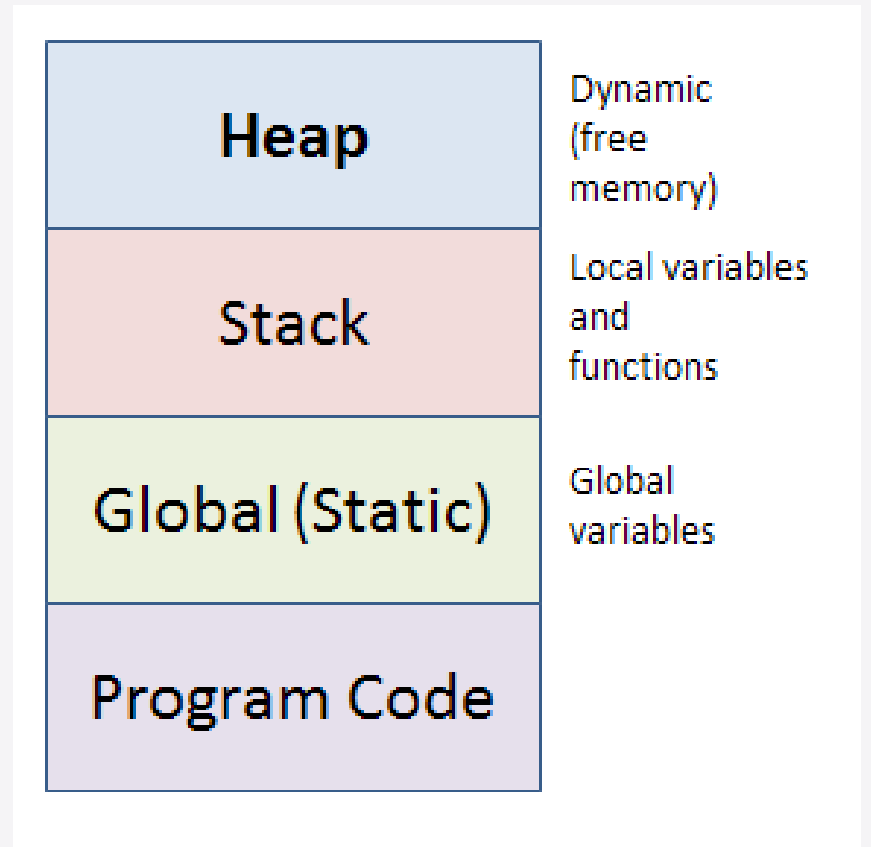 Heap
Dynamic
(free
memory)
Stack
Local variables
and
functions
Global (Static)
Global
variables
Program Code